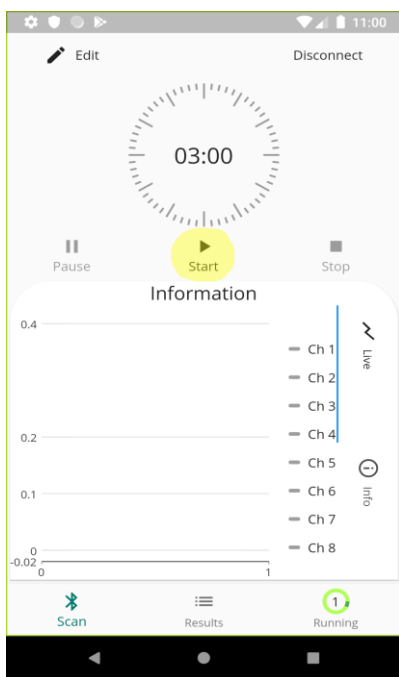 11:00
Edit Disconnect
03:00
Pause Start Stop
Information
0.4
0.2
0.1
0
-0.02
0 1
Ch 1
Ch 2
Ch 3
Ch 4
Ch 5
Ch 6
Ch 7
Ch 8
Live
Info
1
Scan Results Running